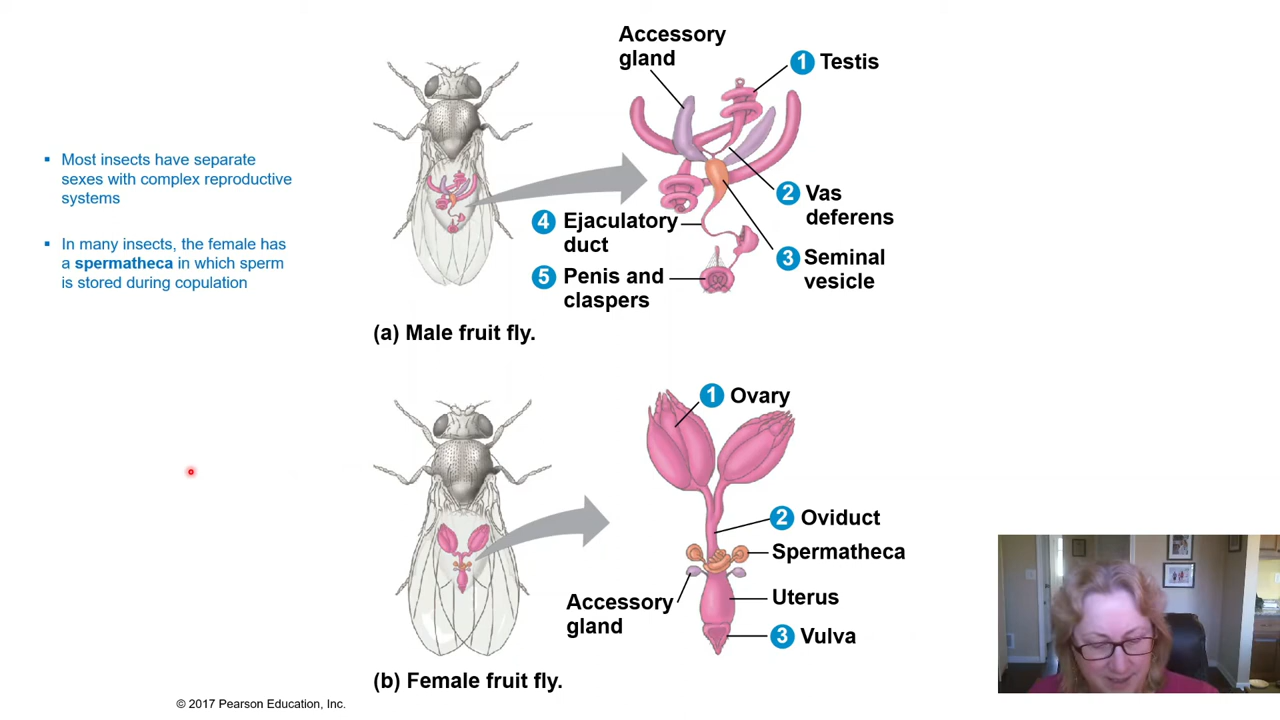 ▪ Most insects have separate
sexes with complex reproductive
systems
▪ In many insects, the female has
a spermatheca in which sperm
is stored during copulation
Accessory
gland
1 Testis
2 Vas
deferens
4 Ejaculatory
duct
3 Seminal
vesicle
5 Penis and
claspers
(a) Male fruit fly.
1 Ovary
2 Oviduct
Spermatheca
Accessory
gland
Uterus
3 Vulva
(b) Female fruit fly.
© 2017 Pearson Education, Inc.